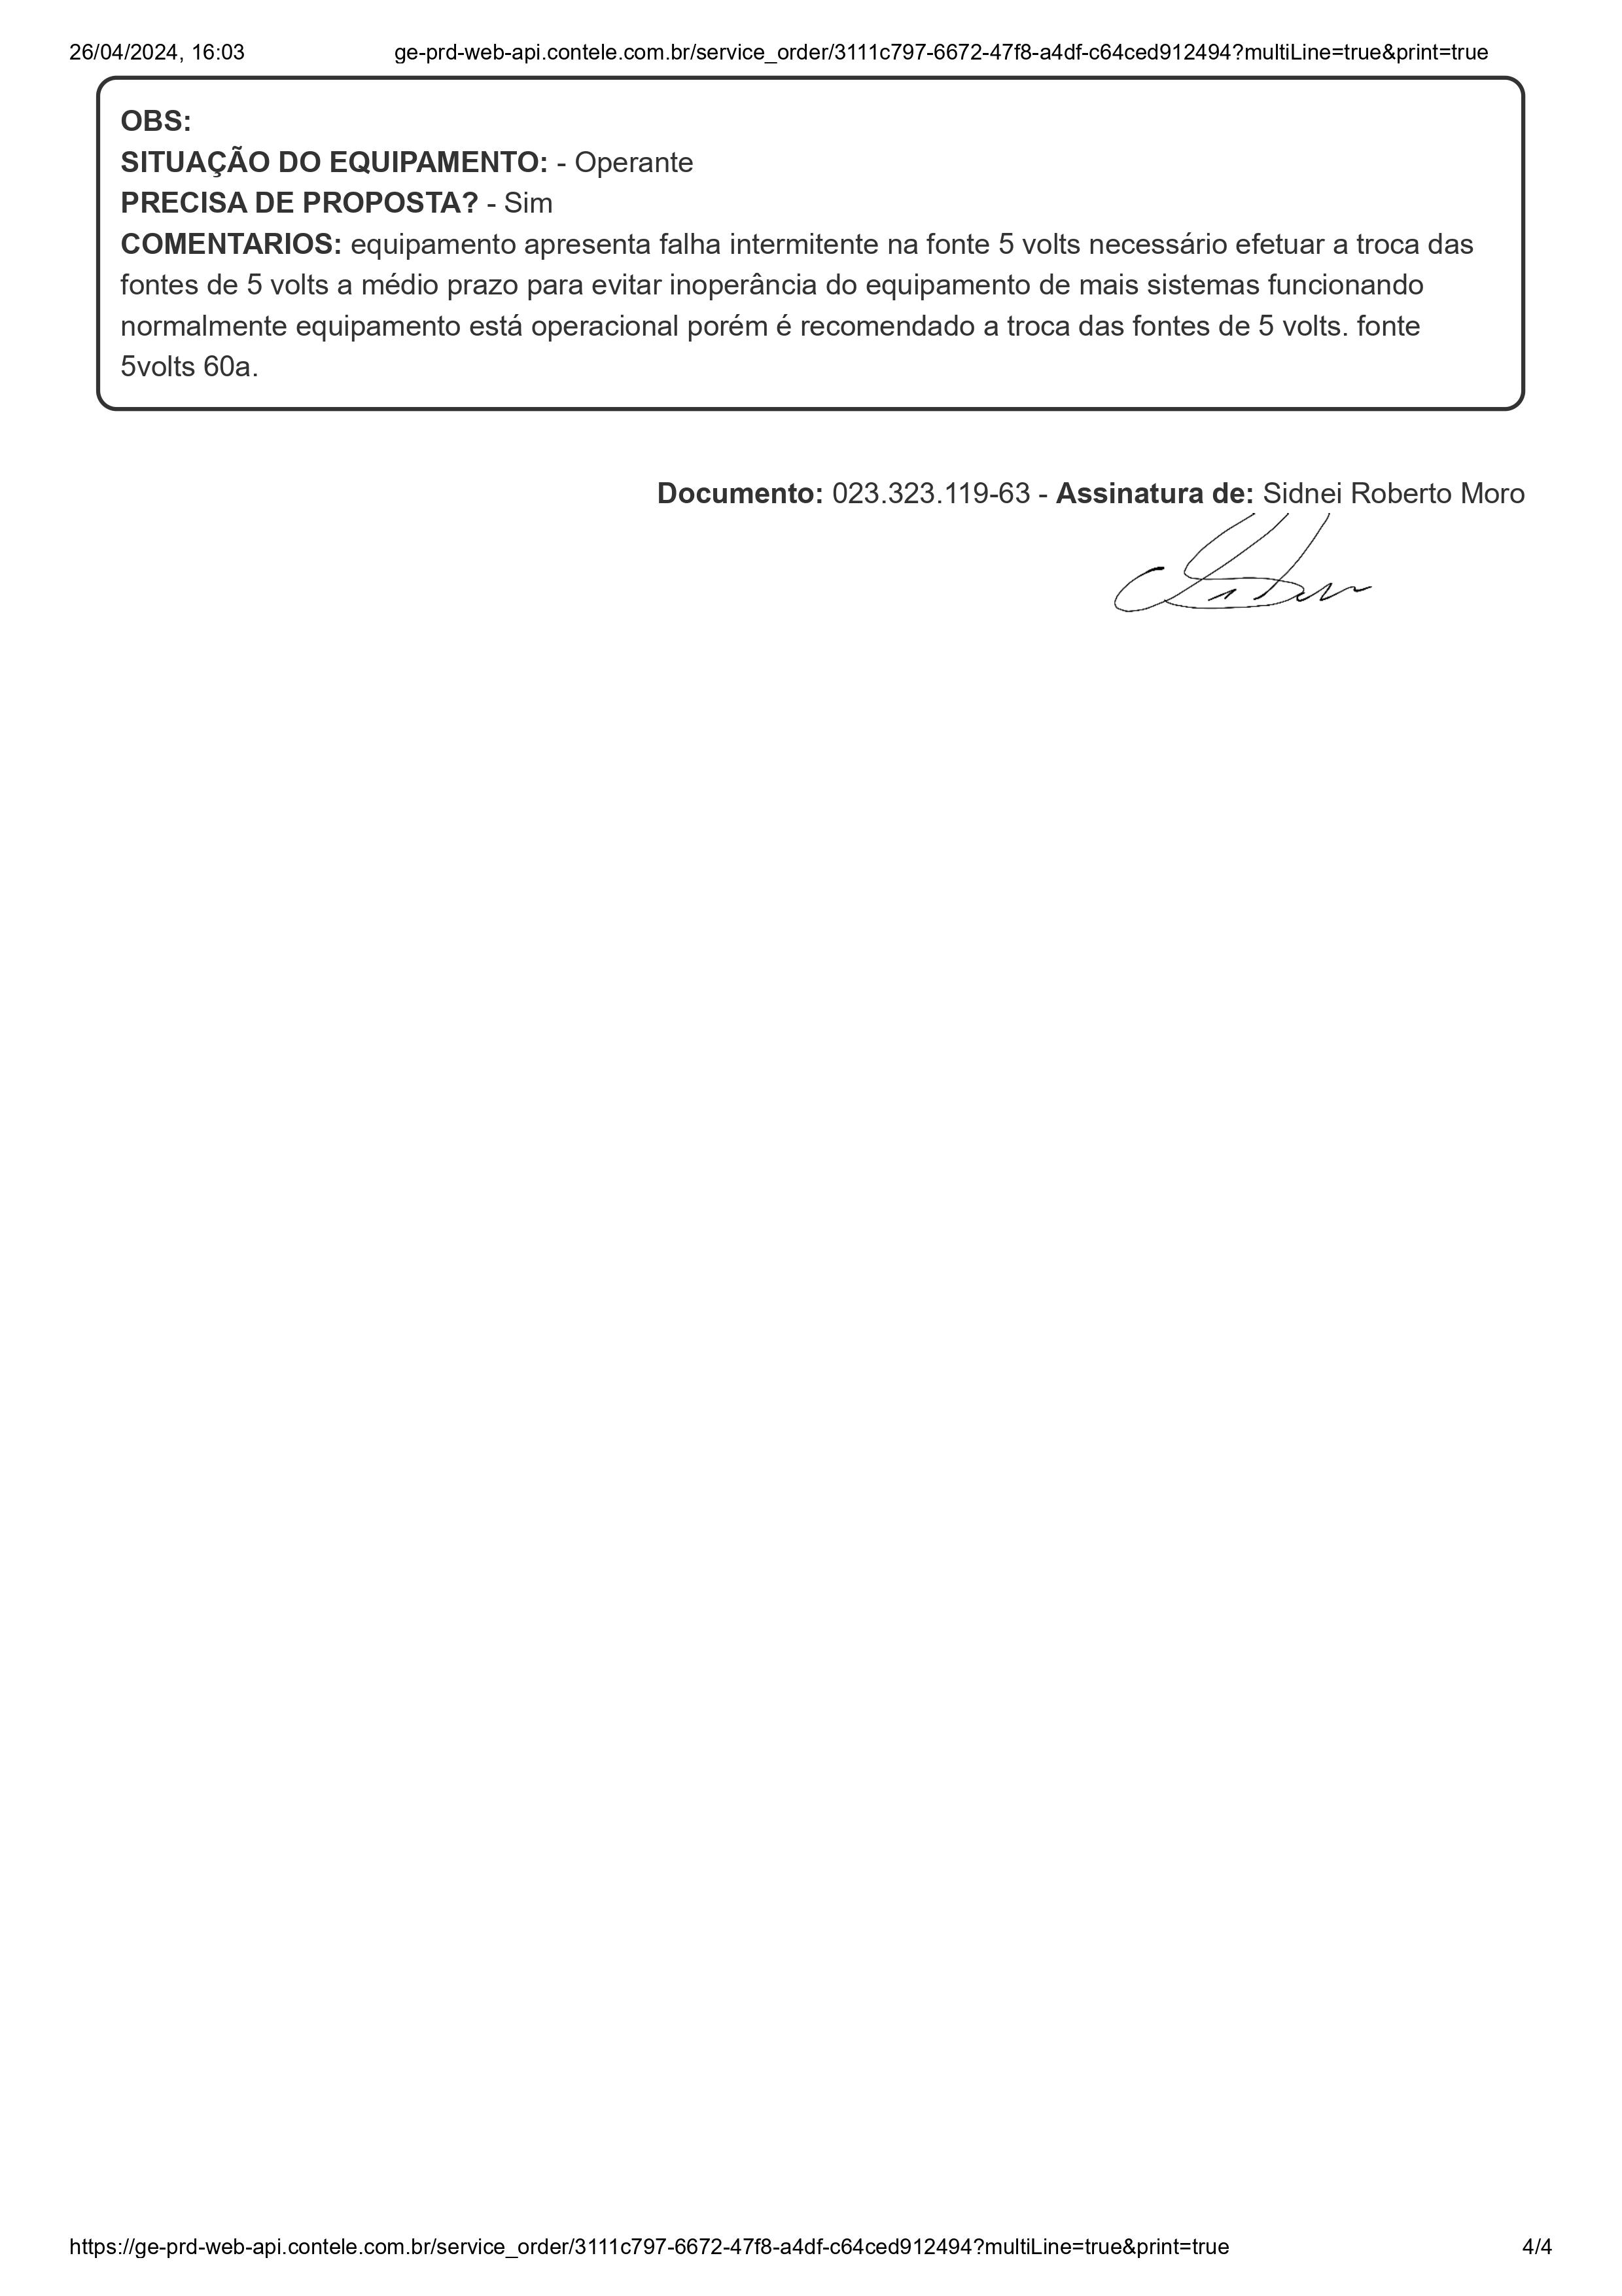 26/04/2024, 16:03 ge-prd-web-api.contele.com.br/service_order/3111c797-6672-47f8-a4df-c64ced912494?multiLine=true&print=true
OBS:
SITUAÇÃO DO EQUIPAMENTO: - Operante
PRECISA DE PROPOSTA? - Sim
COMENTARIOS: equipamento apresenta falha intermitente na fonte 5 volts necessário efetuar a troca das
fontes de 5 volts a médio prazo para evitar inoperância do equipamento de mais sistemas funcionando
normalmente equipamento está operacional porém é recomendado a troca das fontes de 5 volts. fonte
5volts 60a.
Documento: 023.323.119-63 - Assinatura de: Sidnei Roberto Moro
https://ge-prd-web-api.contele.com.br/service_order/3111c797-6672-47f8-a4df-c64ced912494?multiLine=true&print=true 4/4